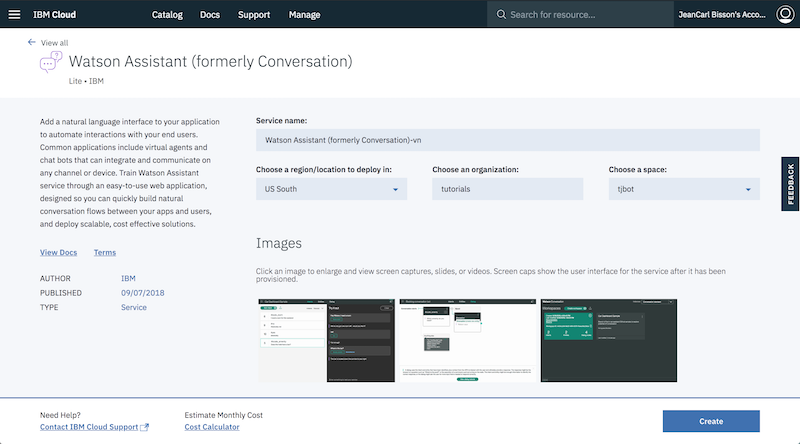 IBM Cloud
Catalog
Docs
Support
Manage
Search for resource...
JeanCarl Bisson's Acco...
View all
Watson Assistant (formerly Conversation)
Lite • IBM
Add a natural language interface to your application
to automate interactions with your end users.
Common applications include virtual agents and
chat bots that can integrate and communicate on
any channel or device. Train Watson Assistant
service through an easy-to-use web application,
designed so you can quickly build natural
conversation flows between your apps and users,
and deploy scalable, cost effective solutions.
View Docs
Terms
AUTHOR
IBM
PUBLISHED
09/07/2018
TYPE
Service
Service name:
Watson Assistant (formerly Conversation)-vn
Choose a region/location to deploy in:
US South
Choose an organization:
tutorials
Choose a space:
tjbot
FEEDBACK
Images
Click an image to enlarge and view screen captures, slides, or videos. Screen caps show the user interface for the service after it has been
provisioned.
Need Help?
Contact IBM Cloud Support
Estimate Monthly Cost
Cost Calculator
Create